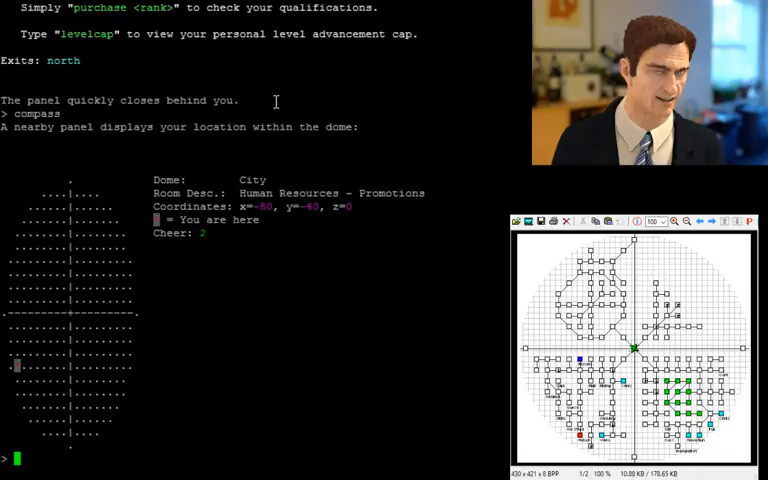 Simply "purchase <rank>" to check your qualifications.
Type "levelcap" to view your personal level advancement cap.
Exits: north
The panel quickly closes behind you.
> compass
A nearby panel displays your location within the dome:
Dome: City
Room Desc.: Human Resources - Promotions
Coordinates: x=-80, y=-40, z=0
= You are here
Cheer: 2
>
100
430 x 421 x 8 BPP 1/2 100 % 10.88 KB / 178.65 KB